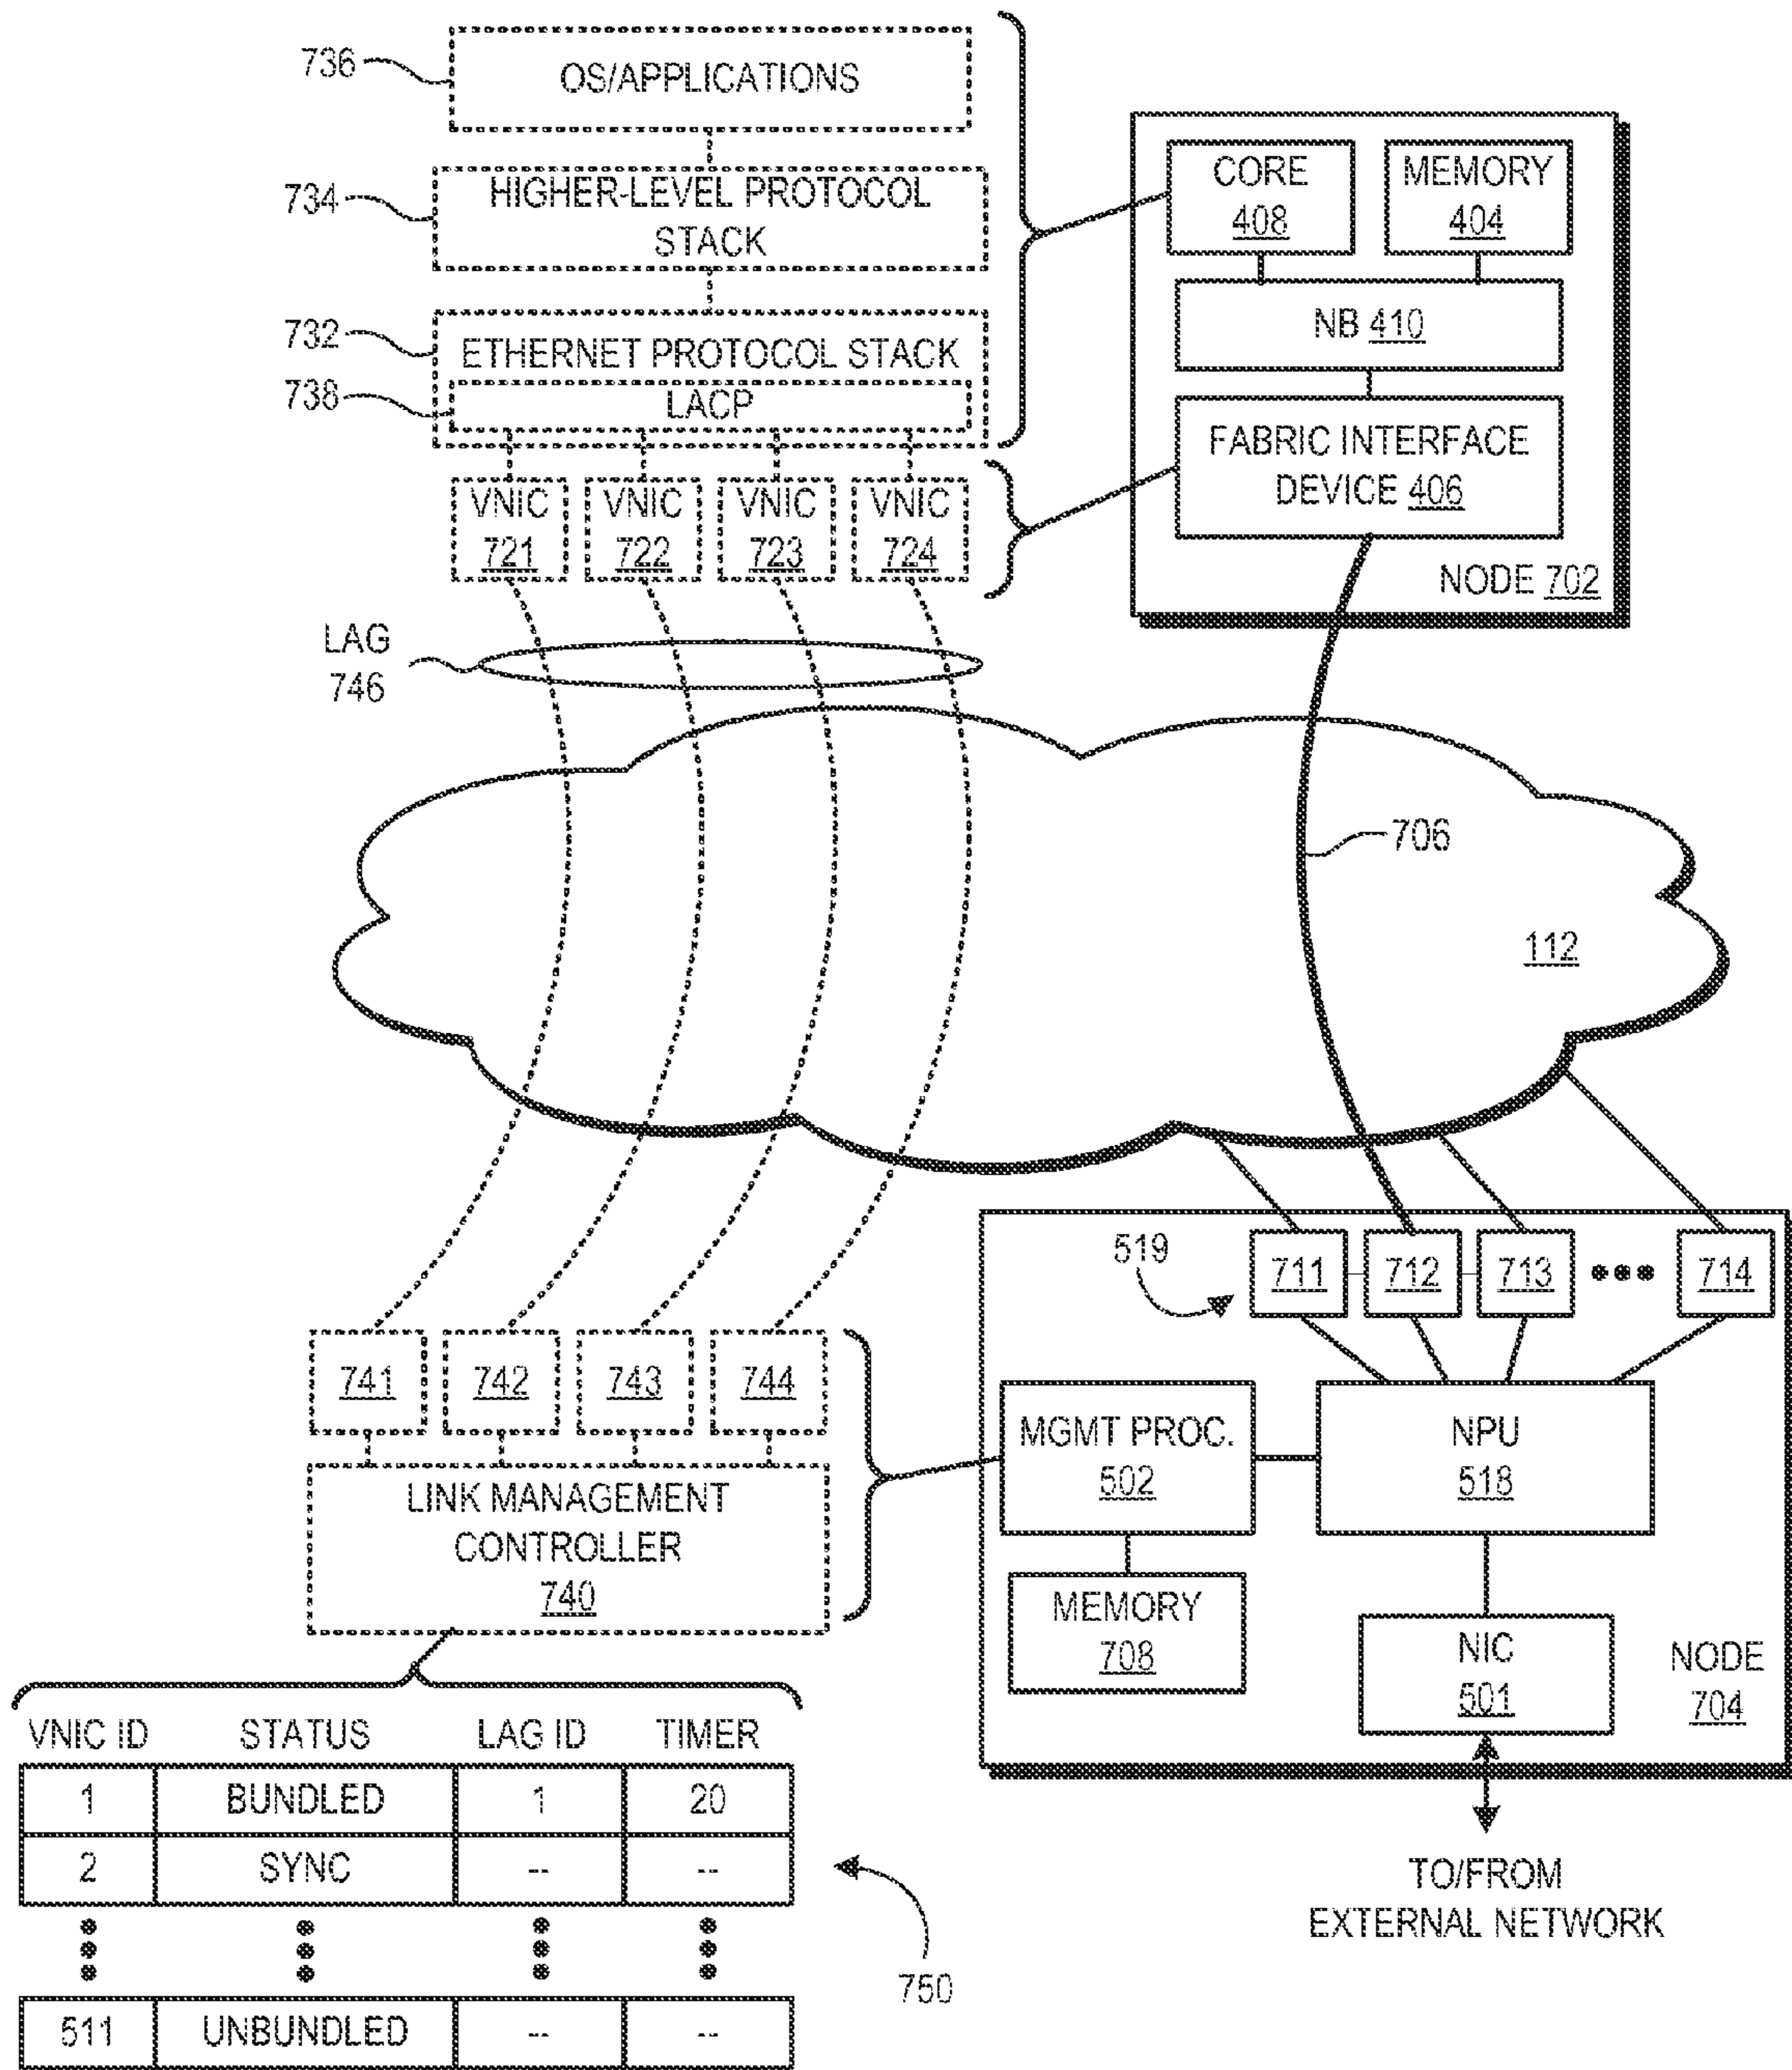 736
OS/APPLICATIONS
734
HIGHER-LEVEL PROTOCOL
STACK
732
ETHERNET PROTOCOL STACK
738
LACP
VNIC
721
VNIC
722
VNIC
723
VNIC
724
LAG
746
CORE
408
MEMORY
404
NB 410
FABRIC INTERFACE
DEVICE 406
NODE 702
706
112
519
711
712
713
714
741
742
743
744
LINK MANAGEMENT
CONTROLLER
740
MGMT PROC.
502
NPU
518
MEMORY
708
NIC
501
NODE
704
TO/FROM
EXTERNAL NETWORK
VNIC ID STATUS LAG ID TIMER
1 BUNDLED 1 20
2 SYNC -- --
511 UNBUNDLED -- --
750